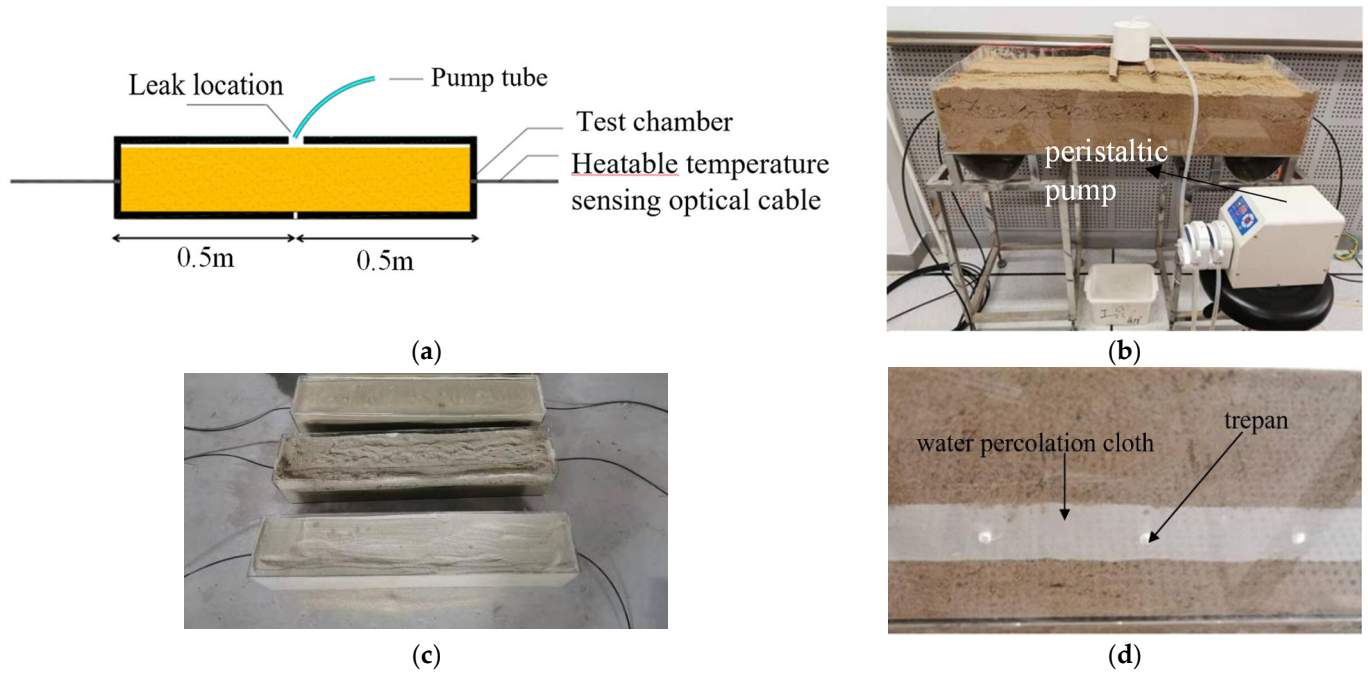 Leak location
Pump tube
Test chamber
Heatable temperature
sensing optical cable
0.5m
0.5m
(a)
peristaltic
pump
(b)
(c)
water percolation cloth
trepan
(d)